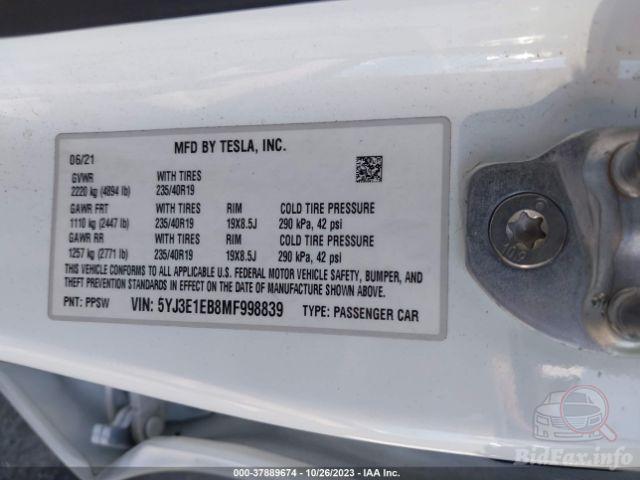 MFD BY TESLA, INC.
06/21
GVWR WITH TIRES
2220 kg (4894 lb) 235/40R19
GAWR FRT WITH TIRES RIM COLD TIRE PRESSURE
1110 kg (2447 lb) 235/40R19 19X8.5J 290 kPa, 42 psi
GAWR RR WITH TIRES RIM COLD TIRE PRESSURE
1257 kg (2771 lb) 235/40R19 19X8.5J 290 kPa, 42 psi
THIS VEHICLE CONFORMS TO ALL APPLICABLE U.S. FEDERAL MOTOR VEHICLE SAFETY, BUMPER, AND
THEFT PREVENTION STANDARDS IN EFFECT ON THE DATE OF MANUFACTURE SHOWN ABOVE.
PNT: PPSW VIN: 5YJ3E1EB8MF998839 TYPE: PASSENGER CAR
BidFax.info
000-37889674 - 10/26/2023 - IAA Inc.